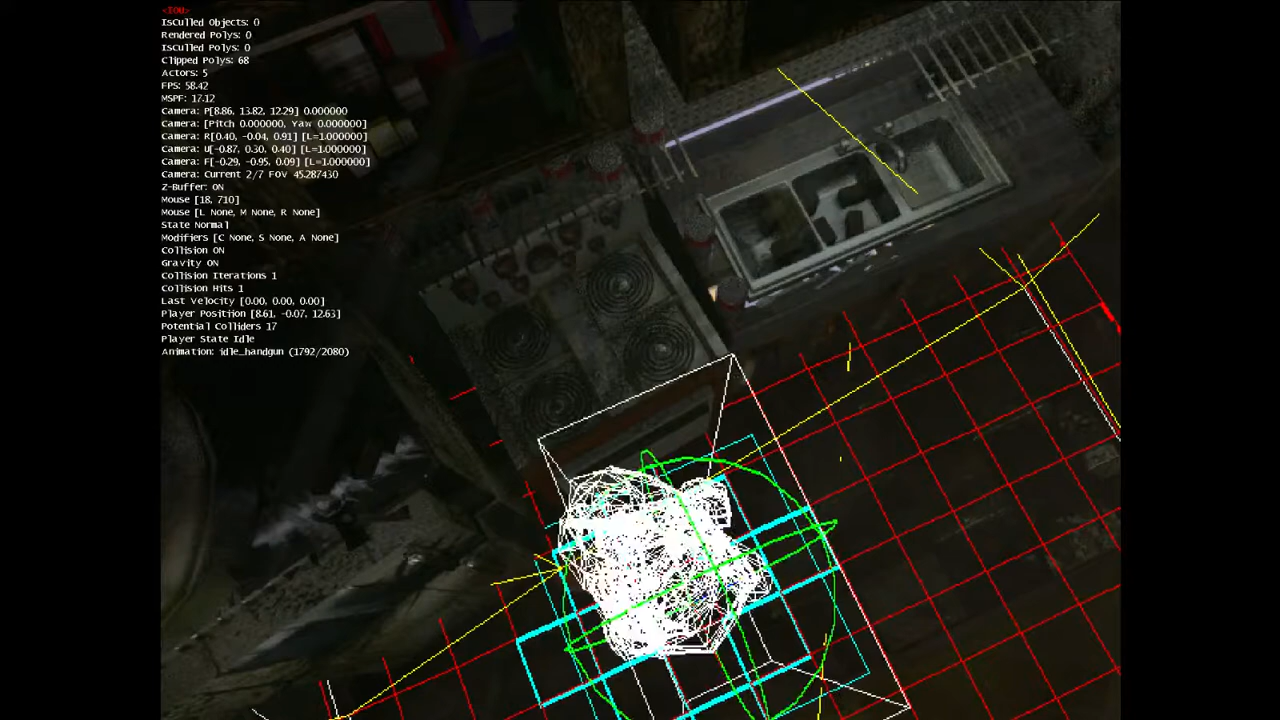 <IOU>
IsCulled Objects: 0
Rendered Polys: 0
IsCulled Polys: 0
Clipped Polys: 68
Actors: 5
FPS: 58.42
MSPF: 17.12
Camera: P[8.86, 13.82, 12.29] 0.000000
Camera: [Pitch 0.000000, Yaw 0.000000]
Camera: R[0.40, -0.04, 0.91] [L=1.000000]
Camera: U[-0.87, 0.30, 0.40] [L=1.000000]
Camera: F[-0.29, -0.95, 0.09] [L=1.000000]
Camera: Current 2/7 FOV 45.287430
Z-Buffer: ON
Mouse [18, 710]
Mouse [L None, M None, R None]
State Normal
Modifiers [C None, S None, A None]
Collision ON
Gravity ON
Collision Iterations 1
Collision Hits 1
Last Velocity [0.00, 0.00, 0.00]
Player Position [8.61, -0.07, 12.63]
Potential Colliders 17
Player State Idle
Animation: idle_handgun (1792/2080)